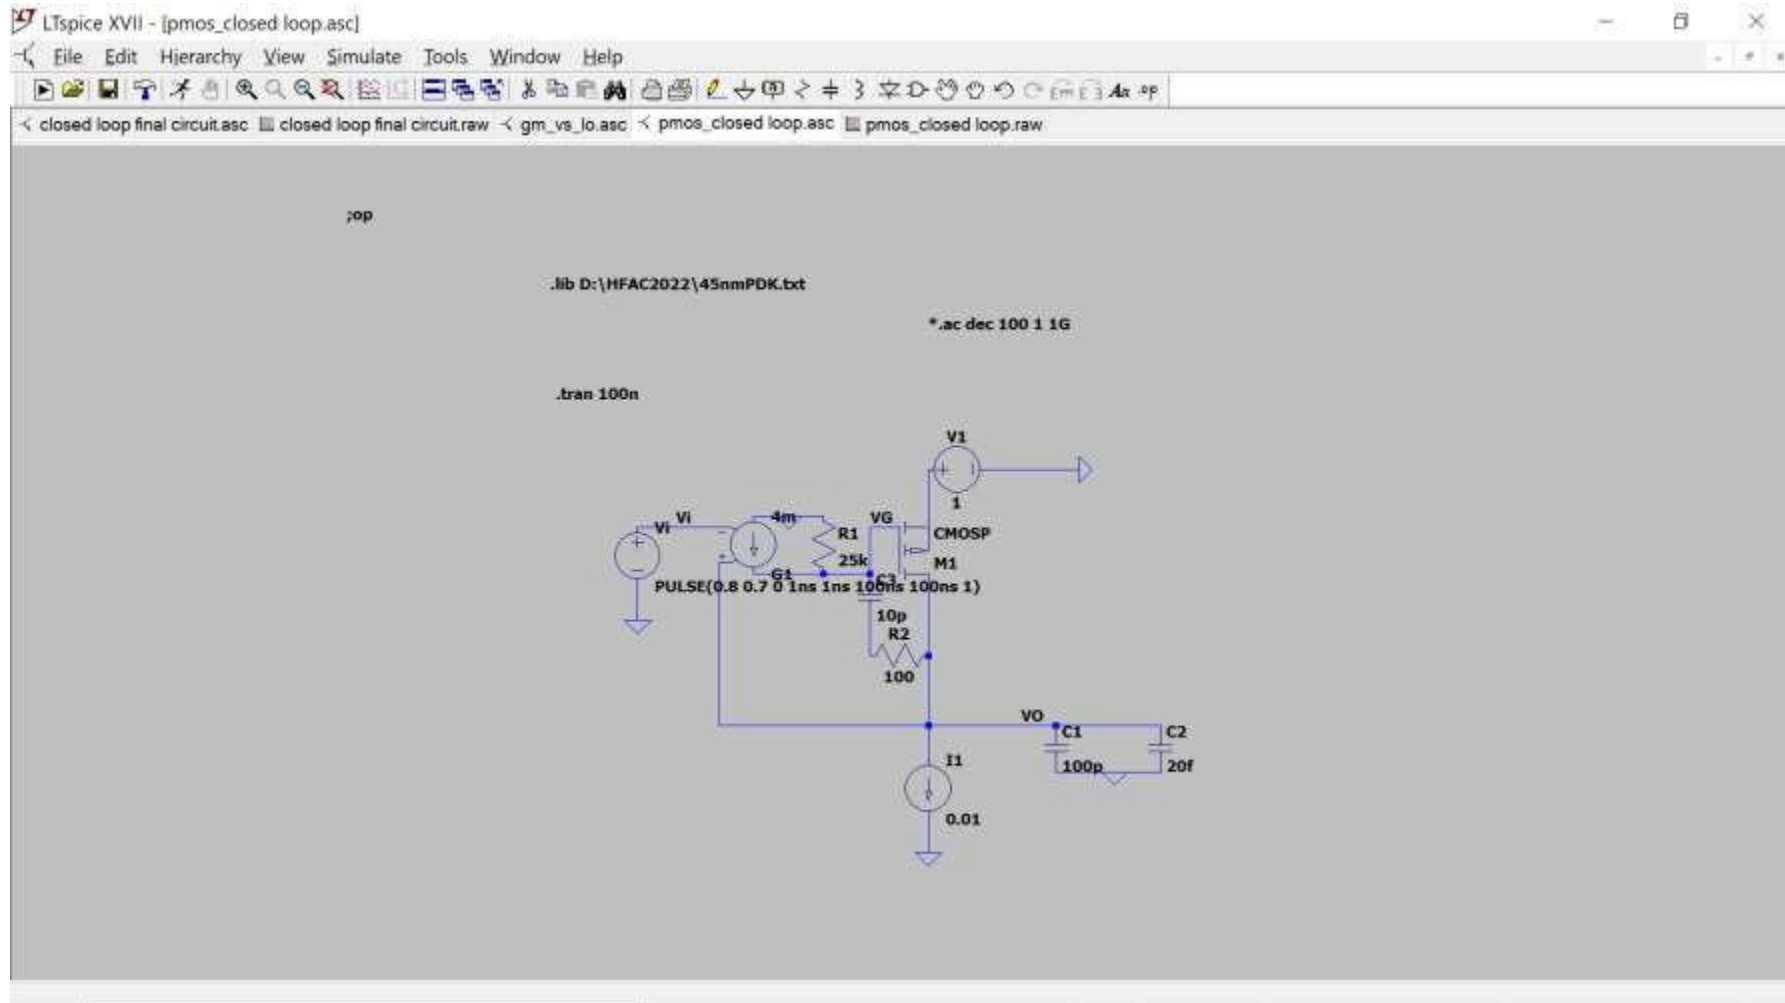 LTspice XVII - [pmos_closed loop.asc]
File Edit Hierarchy View Simulate Tools Window Help
closed loop final circuit.asc closed loop final circuit.raw gm_vs_lo.asc pmos_closed loop.asc pmos_closed loop.raw
;op
.lib D:\HFAC2022\45nmPDK.txt
*.ac dec 100 1 1G
.tran 100n
V1
1
Vi
Vi
4m
R1
25k
VG
CMOSP
M1
G1
C3
PULSE(0.8 0.7 0 1ns 1ns 100ns 100ns 1)
10p
R2
100
VO
C1
C2
100p
20f
I1
0.01